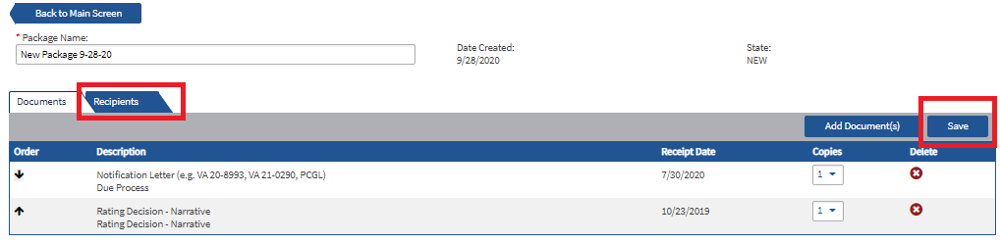 Back to Main Screen
* Package Name:
New Package 9-28-20
Date Created:
9/28/2020
State:
NEW
Documents
Recipients
Add Document(s)
Save
Order Description Receipt Date Copies Delete
Notification Letter (e.g. VA 20-8993, VA 21-0290, PCGL) 7/30/2020 1
Due Process
Rating Decision - Narrative 10/23/2019 1
Rating Decision - Narrative